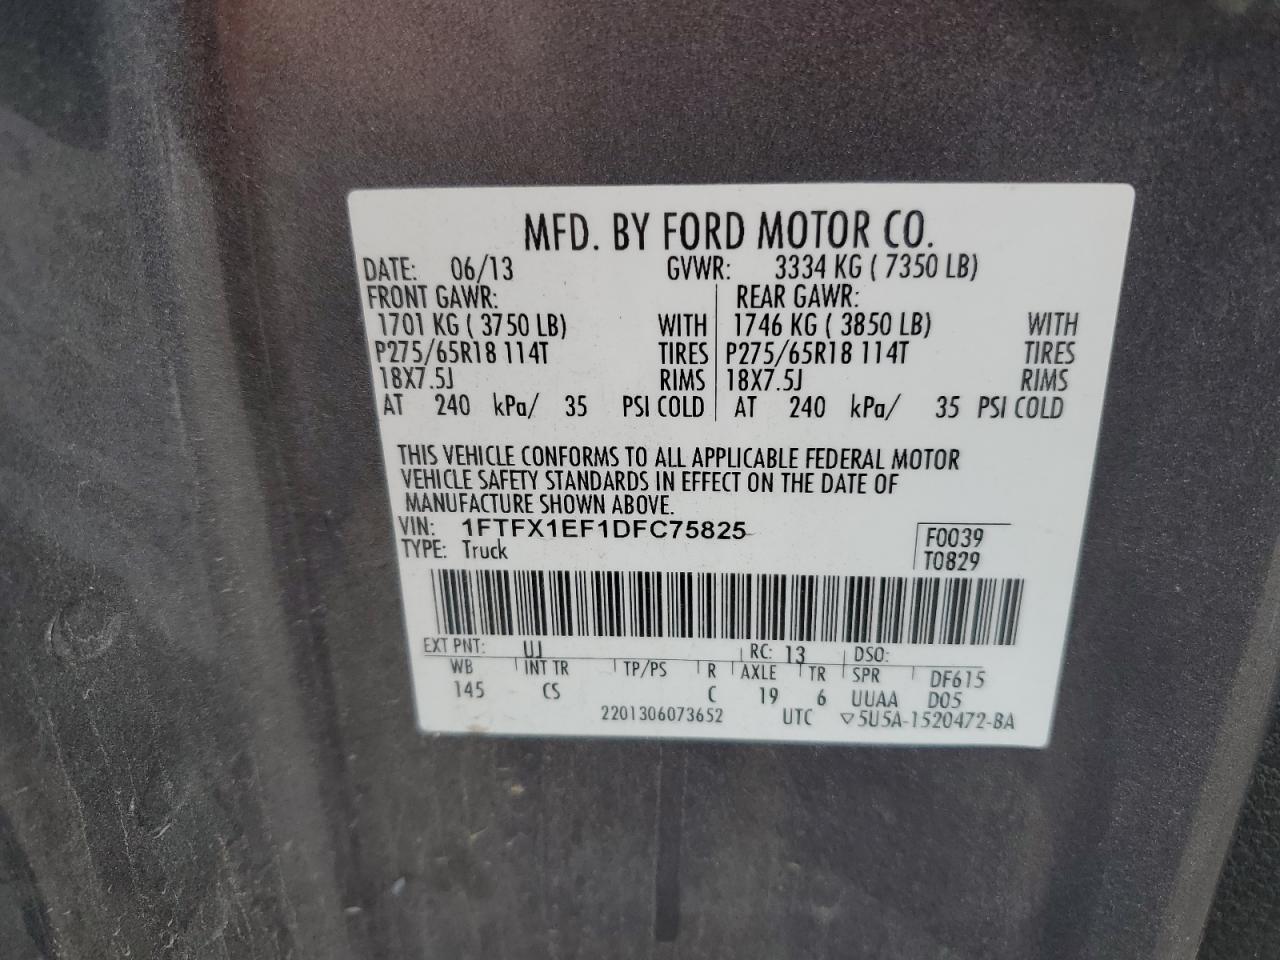 MFD. BY FORD MOTOR CO.
DATE: 06/13 GVWR: 3334 KG ( 7350 LB)
FRONT GAWR: REAR GAWR:
1701 KG ( 3750 LB) WITH 1746 KG ( 3850 LB) WITH
P275/65R18 114T TIRES P275/65R18 114T TIRES
18X7.5J RIMS 18X7.5J RIMS
AT 240 kPa/ 35 PSI COLD AT 240 kPa/ 35 PSI COLD
THIS VEHICLE CONFORMS TO ALL APPLICABLE FEDERAL MOTOR
VEHICLE SAFETY STANDARDS IN EFFECT ON THE DATE OF
MANUFACTURE SHOWN ABOVE.
VIN: 1FTFX1EF1DFC75825 F0039
TYPE: Truck T0829
EXT PNT: UJ RC: 13 DSO:
WB INT TR TP/PS R AXLE TR SPR DF615
145 CS C 19 6 UUAA D05
2201306073652 UTC ▽5U5A-1520472-BA